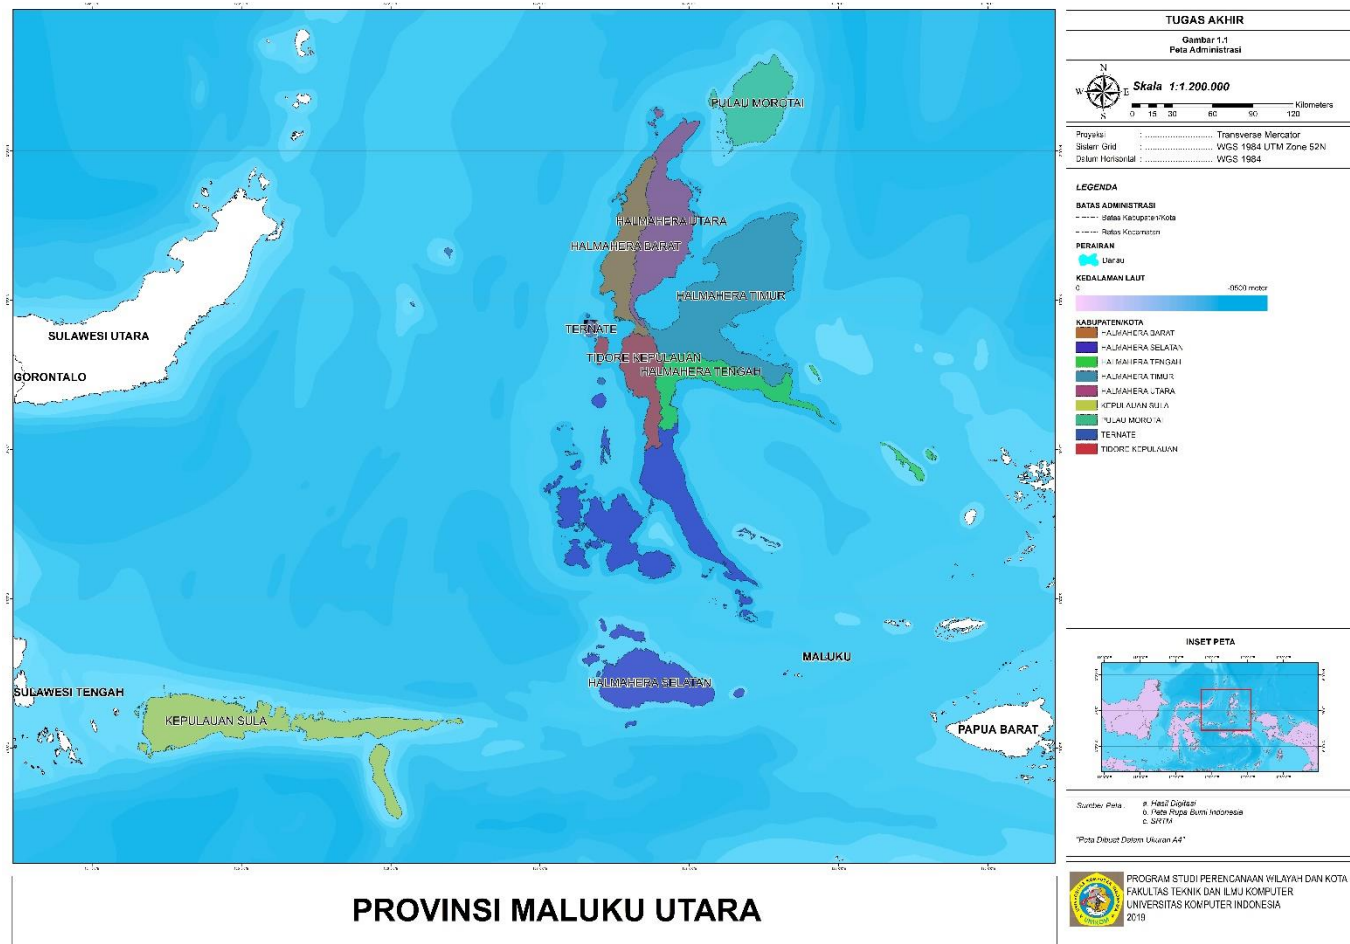 TUGAS AKHIR
Gambar 1.1
Peta Administrasi
N
W
E
S
Skala 1:1.200.000
Kilometers
0 15 30 60 90 120
Proyeksi : ........................ Transverse Mercator
Sistem Grid : ........................ WGS 1984 UTM Zone 52N
Datum Horisontal : ........................ WGS 1984
LEGENDA
BATAS ADMINISTRASI
Batas Kabupaten/Kota
Batas Kecamatan
PERAIRAN
Danau
KEDALAMAN LAUT
0 -9500 meter
KABUPATEN/KOTA
HALMAHERA BARAT
HALMAHERA SELATAN
HALMAHERA TENGAH
HALMAHERA TIMUR
HALMAHERA UTARA
KEPULAUAN SULA
PULAU MOROTAI
TERNATE
TIDORE KEPULAUAN
INSET PETA
Sumber Peta :
a. Hasil Digitasi
b. Peta Rupa Bumi Indonesia
c. SRTM
"Peta Dibuat Dalam Ukuran A4"
PROGRAM STUDI PERENCANAAN WILAYAH DAN KOTA
FAKULTAS TEKNIK DAN ILMU KOMPUTER
UNIVERSITAS KOMPUTER INDONESIA
2019
PULAU MOROTAI
HALMAHERA UTARA
HALMAHERA BARAT
HALMAHERA TIMUR
TERNATE
SULAWESI UTARA
TIDORE KEPULAUAN
HALMAHERA TENGAH
GORONTALO
MALUKU
HALMAHERA SELATAN
SULAWESI TENGAH
KEPULAUAN SULA
PAPUA BARAT
PROVINSI MALUKU UTARA